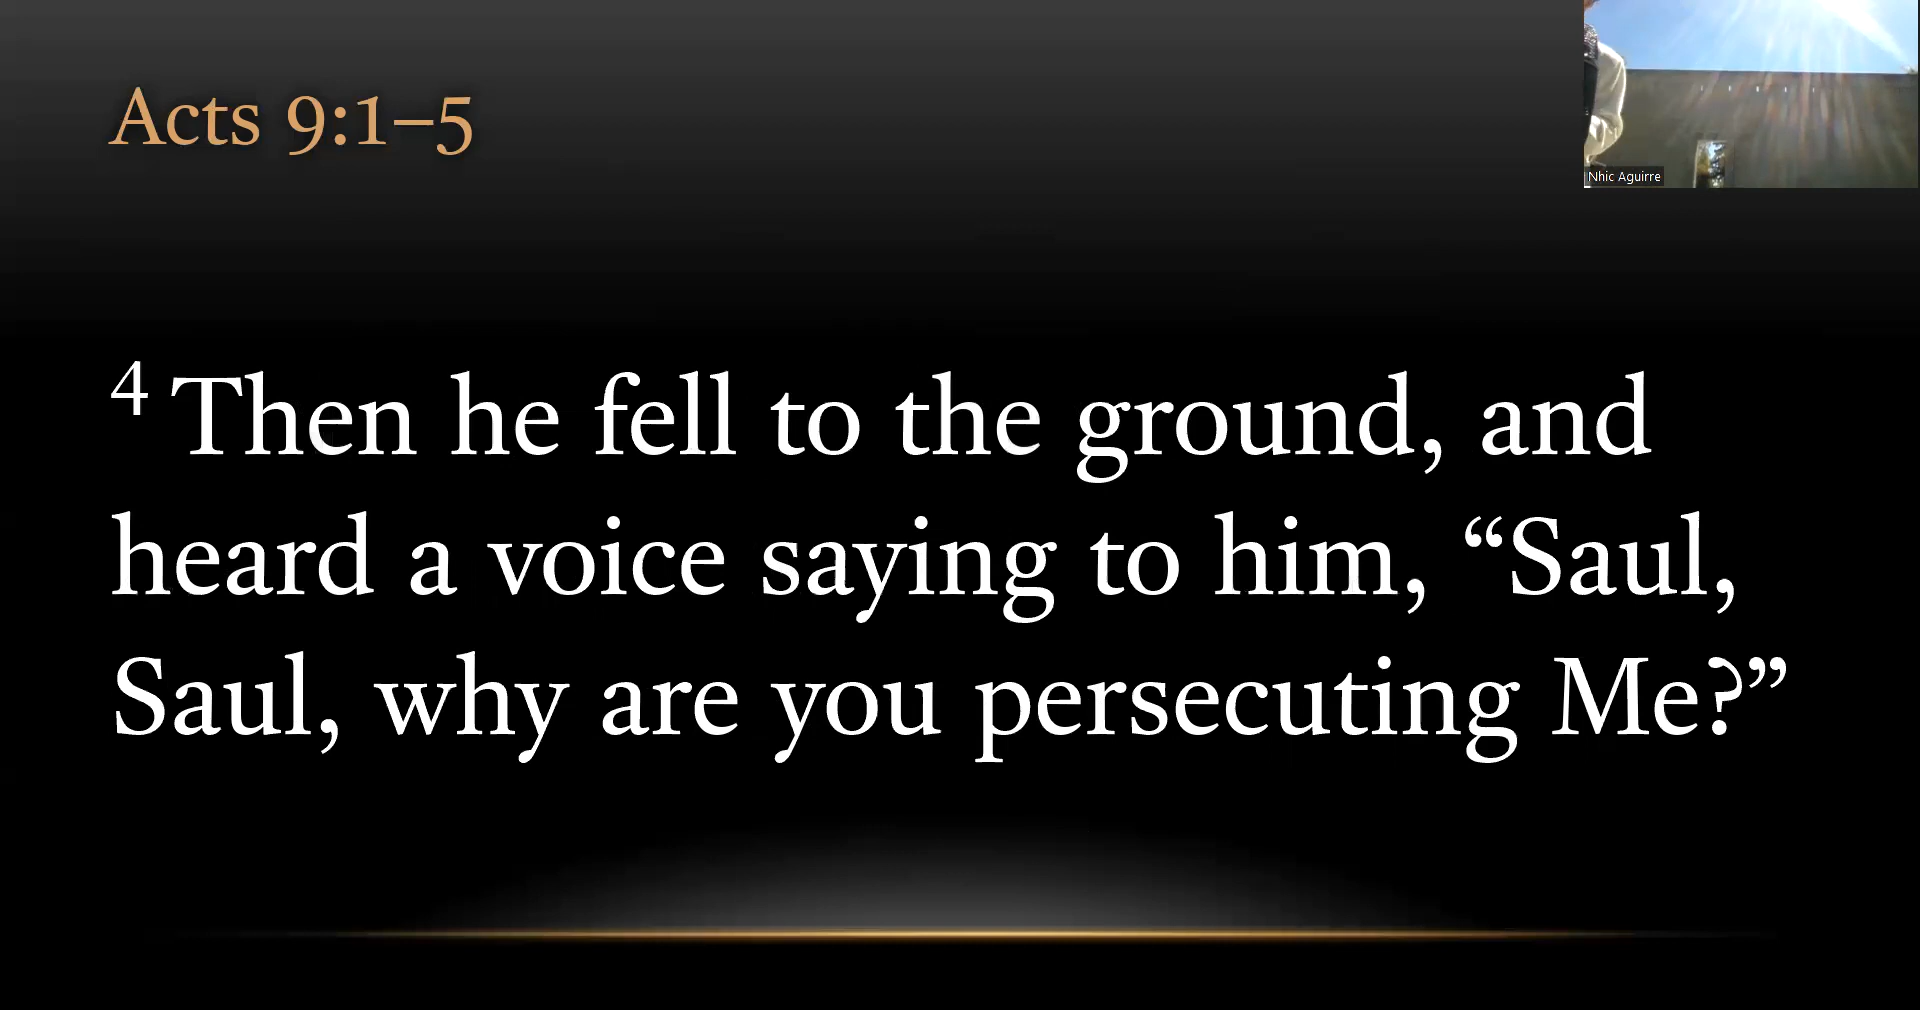 Acts 9:1–5
Nhic Aguirre
4 Then he fell to the ground, and
heard a voice saying to him, “Saul,
Saul, why are you persecuting Me?”